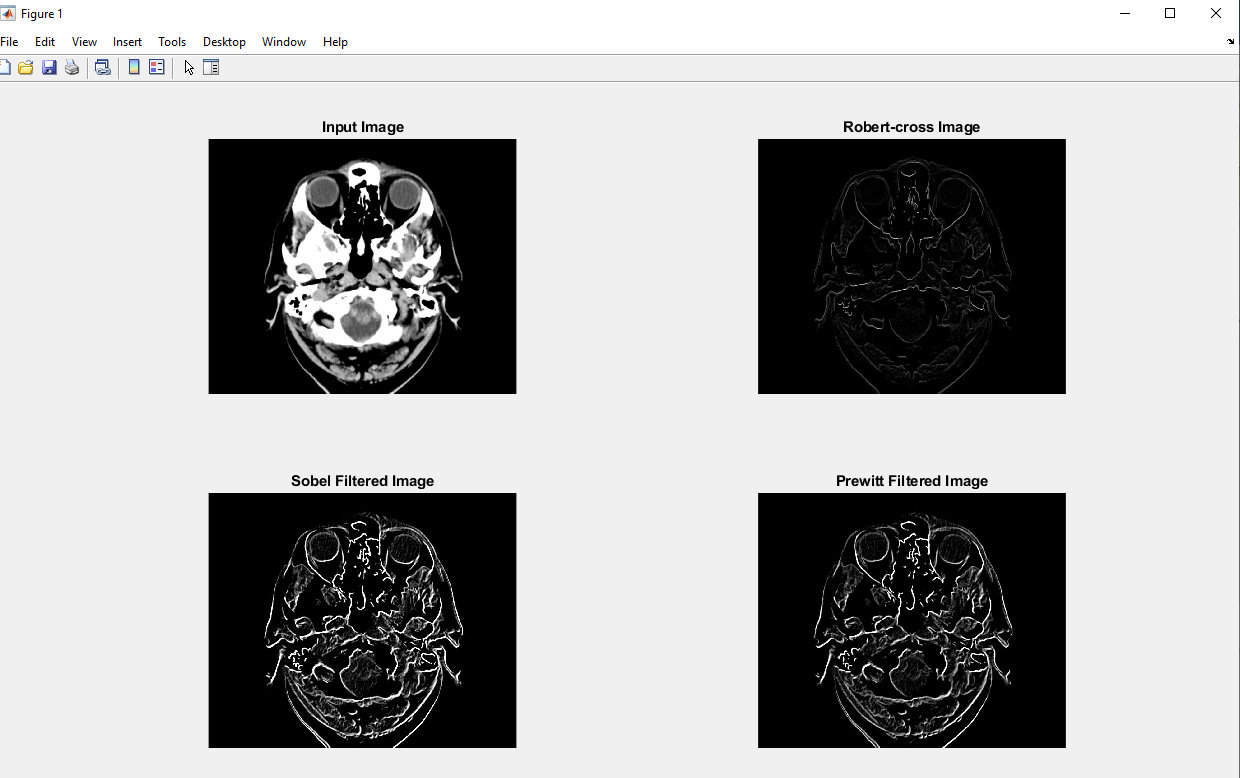 Figure 1
File Edit View Insert Tools Desktop Window Help
Input Image
Robert-cross Image
Sobel Filtered Image
Prewitt Filtered Image